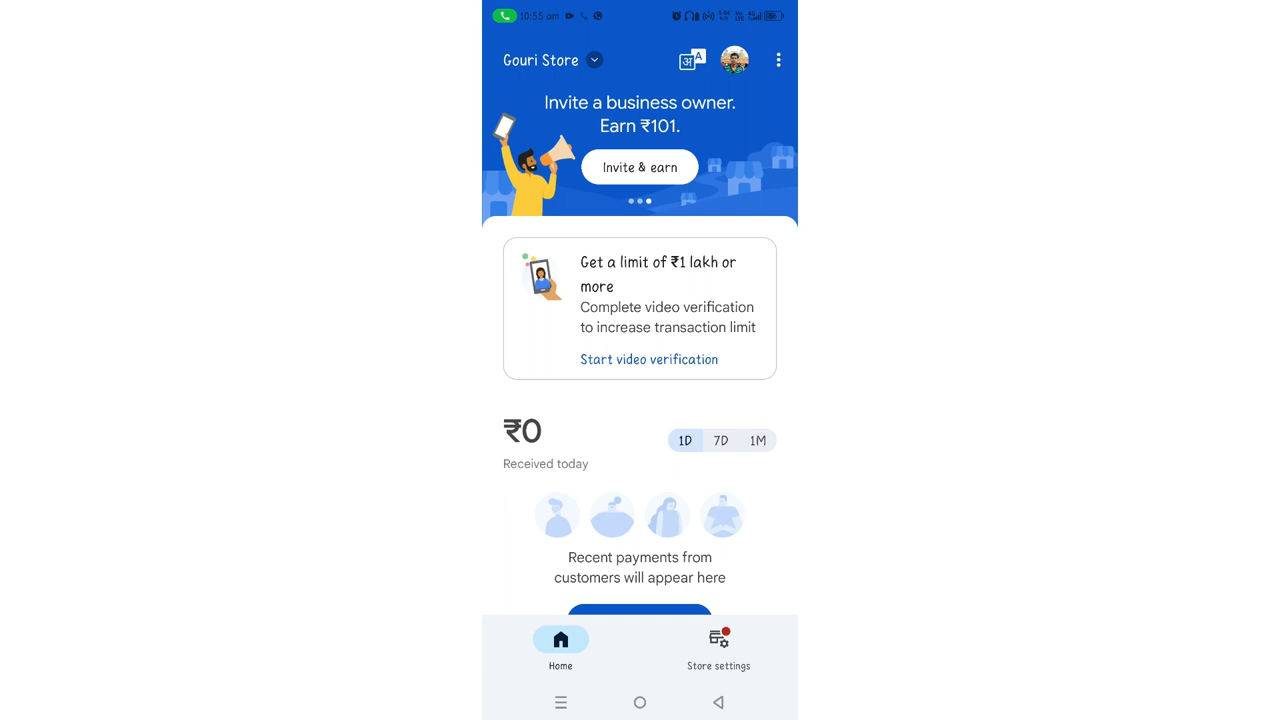 10:55 am
Gouri Store
अ A
Invite a business owner.
Earn ₹101.
Invite & earn
Get a limit of ₹1 lakh or
more
Complete video verification
to increase transaction limit
Start video verification
₹0
1D 7D 1M
Received today
Recent payments from
customers will appear here
Home
Store settings